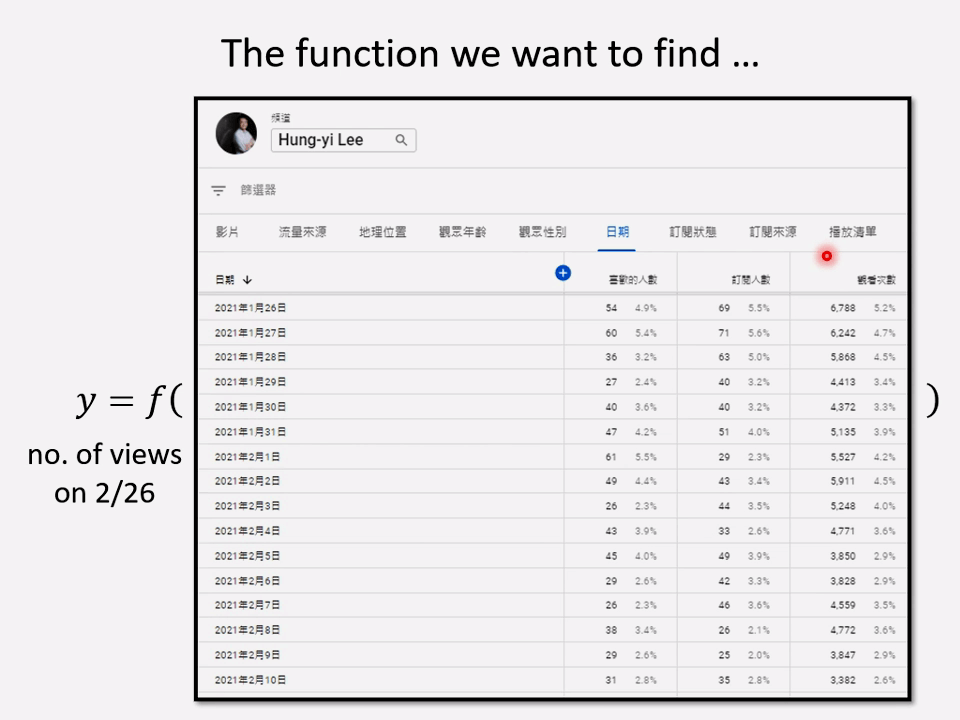 The function we want to find …
頻道
Hung-yi Lee
篩選器
影片 流量來源 地理位置 觀眾年齡 觀眾性別 日期 訂閱狀態 訂閱來源 播放清單
日期 ↓ + 喜歡的人數 訂閱人數 觀看次數
2021年1月26日 54 4.9% 69 5.5% 6,788 5.2%
2021年1月27日 60 5.4% 71 5.6% 6,242 4.7%
2021年1月28日 36 3.2% 63 5.0% 5,868 4.5%
2021年1月29日 27 2.4% 40 3.2% 4,413 3.4%
2021年1月30日 40 3.6% 40 3.2% 4,372 3.3%
2021年1月31日 47 4.2% 51 4.0% 5,135 3.9%
2021年2月1日 61 5.5% 29 2.3% 5,527 4.2%
2021年2月2日 49 4.4% 43 3.4% 5,911 4.5%
2021年2月3日 26 2.3% 44 3.5% 5,248 4.0%
2021年2月4日 43 3.9% 33 2.6% 4,771 3.6%
2021年2月5日 45 4.0% 49 3.9% 3,850 2.9%
2021年2月6日 29 2.6% 42 3.3% 3,828 2.9%
2021年2月7日 26 2.3% 46 3.6% 4,559 3.5%
2021年2月8日 38 3.4% 26 2.1% 4,772 3.6%
2021年2月9日 29 2.6% 25 2.0% 3,847 2.9%
2021年2月10日 31 2.8% 35 2.8% 3,382 2.6%
y = f( )
no. of views
on 2/26